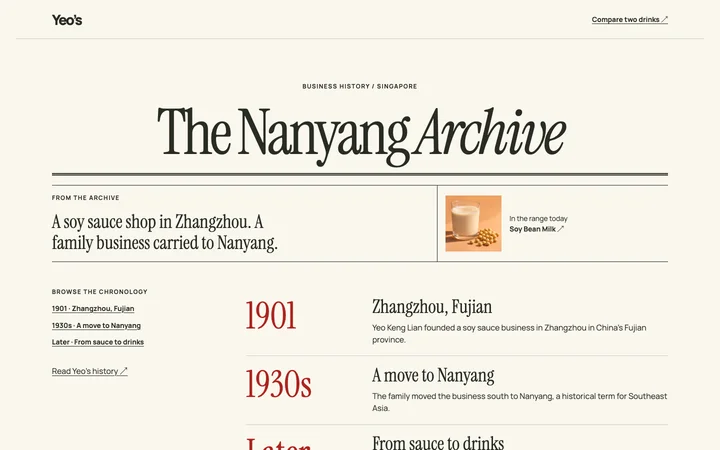 Yeo's
Compare two drinks ↗
BUSINESS HISTORY / SINGAPORE
The Nanyang Archive
FROM THE ARCHIVE
A soy sauce shop in Zhangzhou. A
family business carried to Nanyang.
In the range today
Soy Bean Milk ↗
BROWSE THE CHRONOLOGY
1901 · Zhangzhou, Fujian
1930s · A move to Nanyang
Later · From sauce to drinks
Read Yeo's history ↗
1901
Zhangzhou, Fujian
Yeo Keng Lian founded a soy sauce business in Zhangzhou in China's Fujian
province.
1930s
A move to Nanyang
The family moved the business south to Nanyang, a historical term for Southeast
Asia.
Later
From sauce to drinks